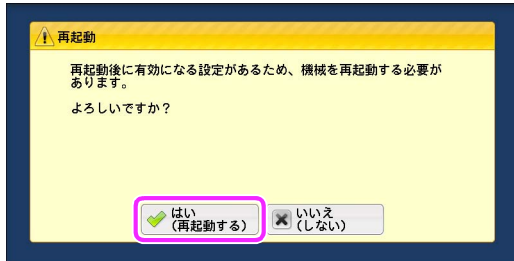 再起動
再起動後に有効になる設定があるため、機械を再起動する必要が
あります。
よろしいですか？
はい
（再起動する）
いいえ
（しない）